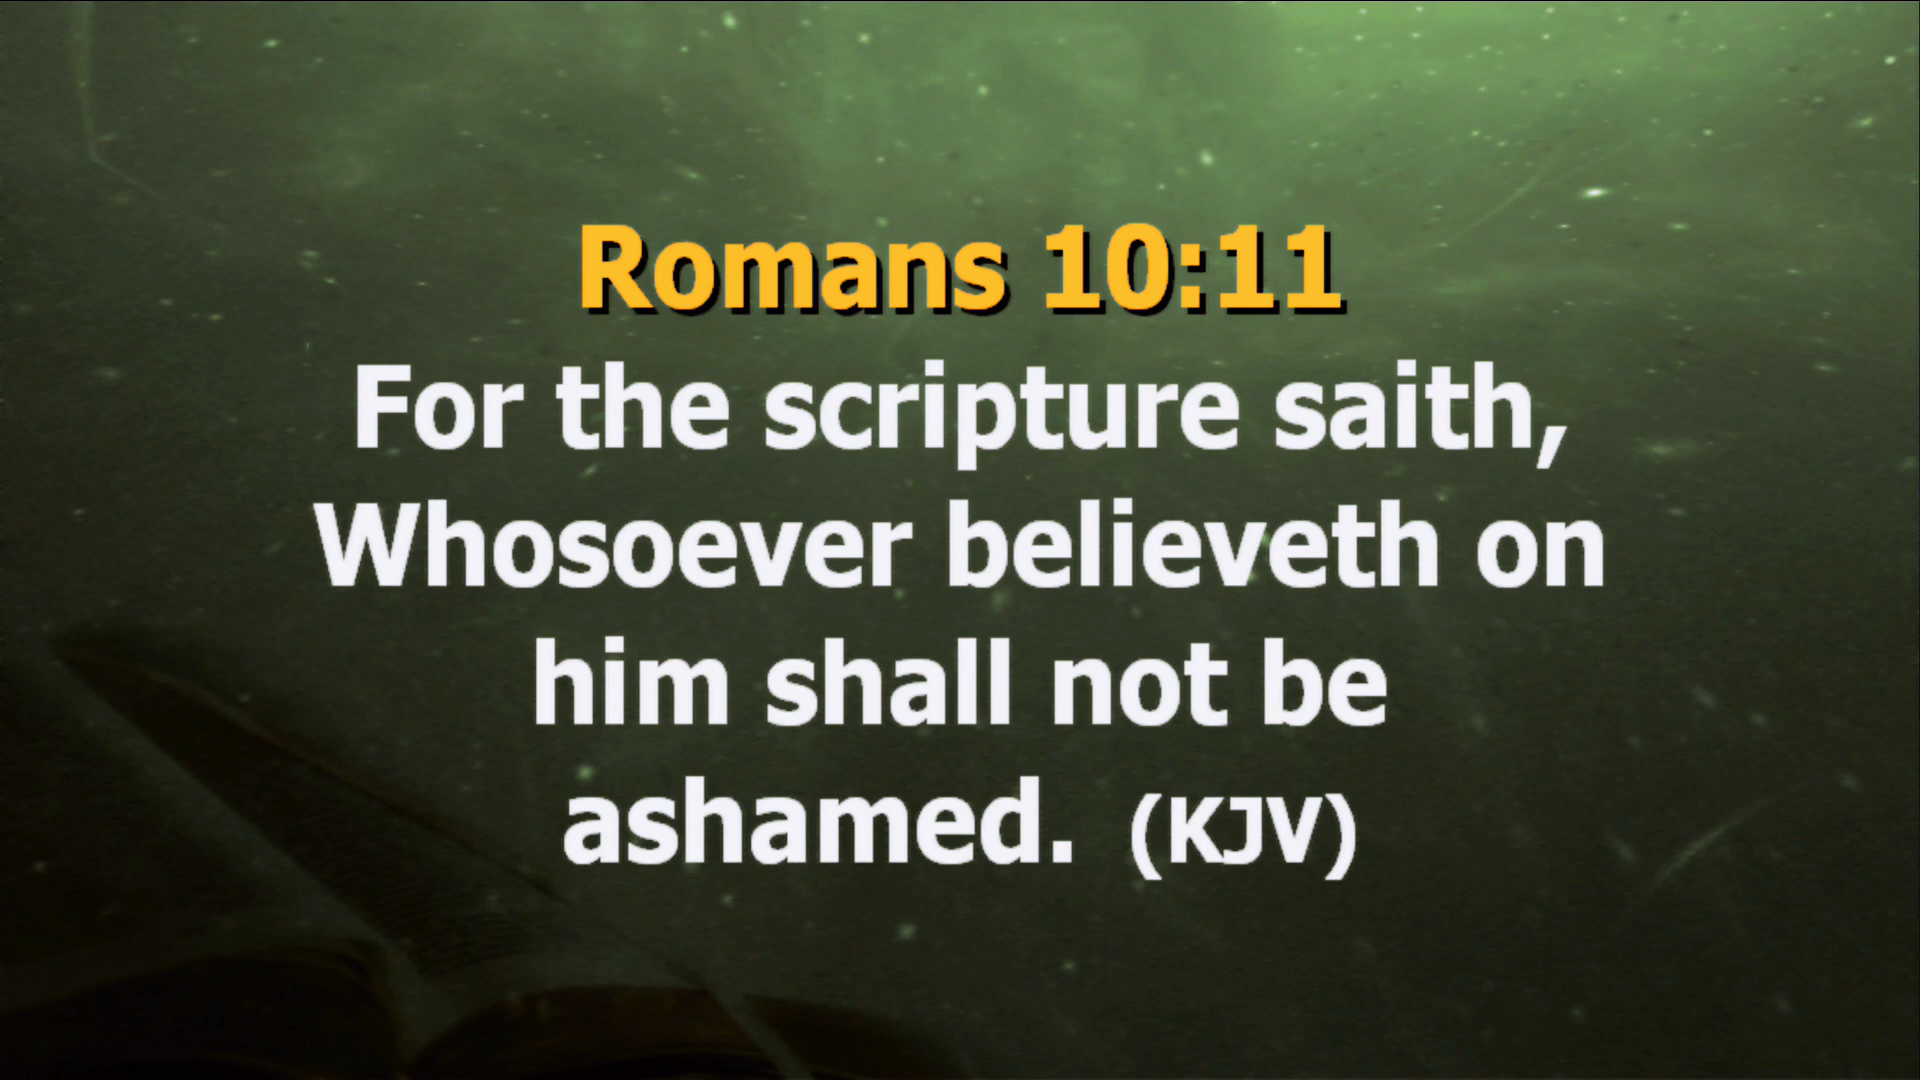 Romans 10:11
For the scripture saith,
Whosoever believeth on
him shall not be
ashamed. (KJV)